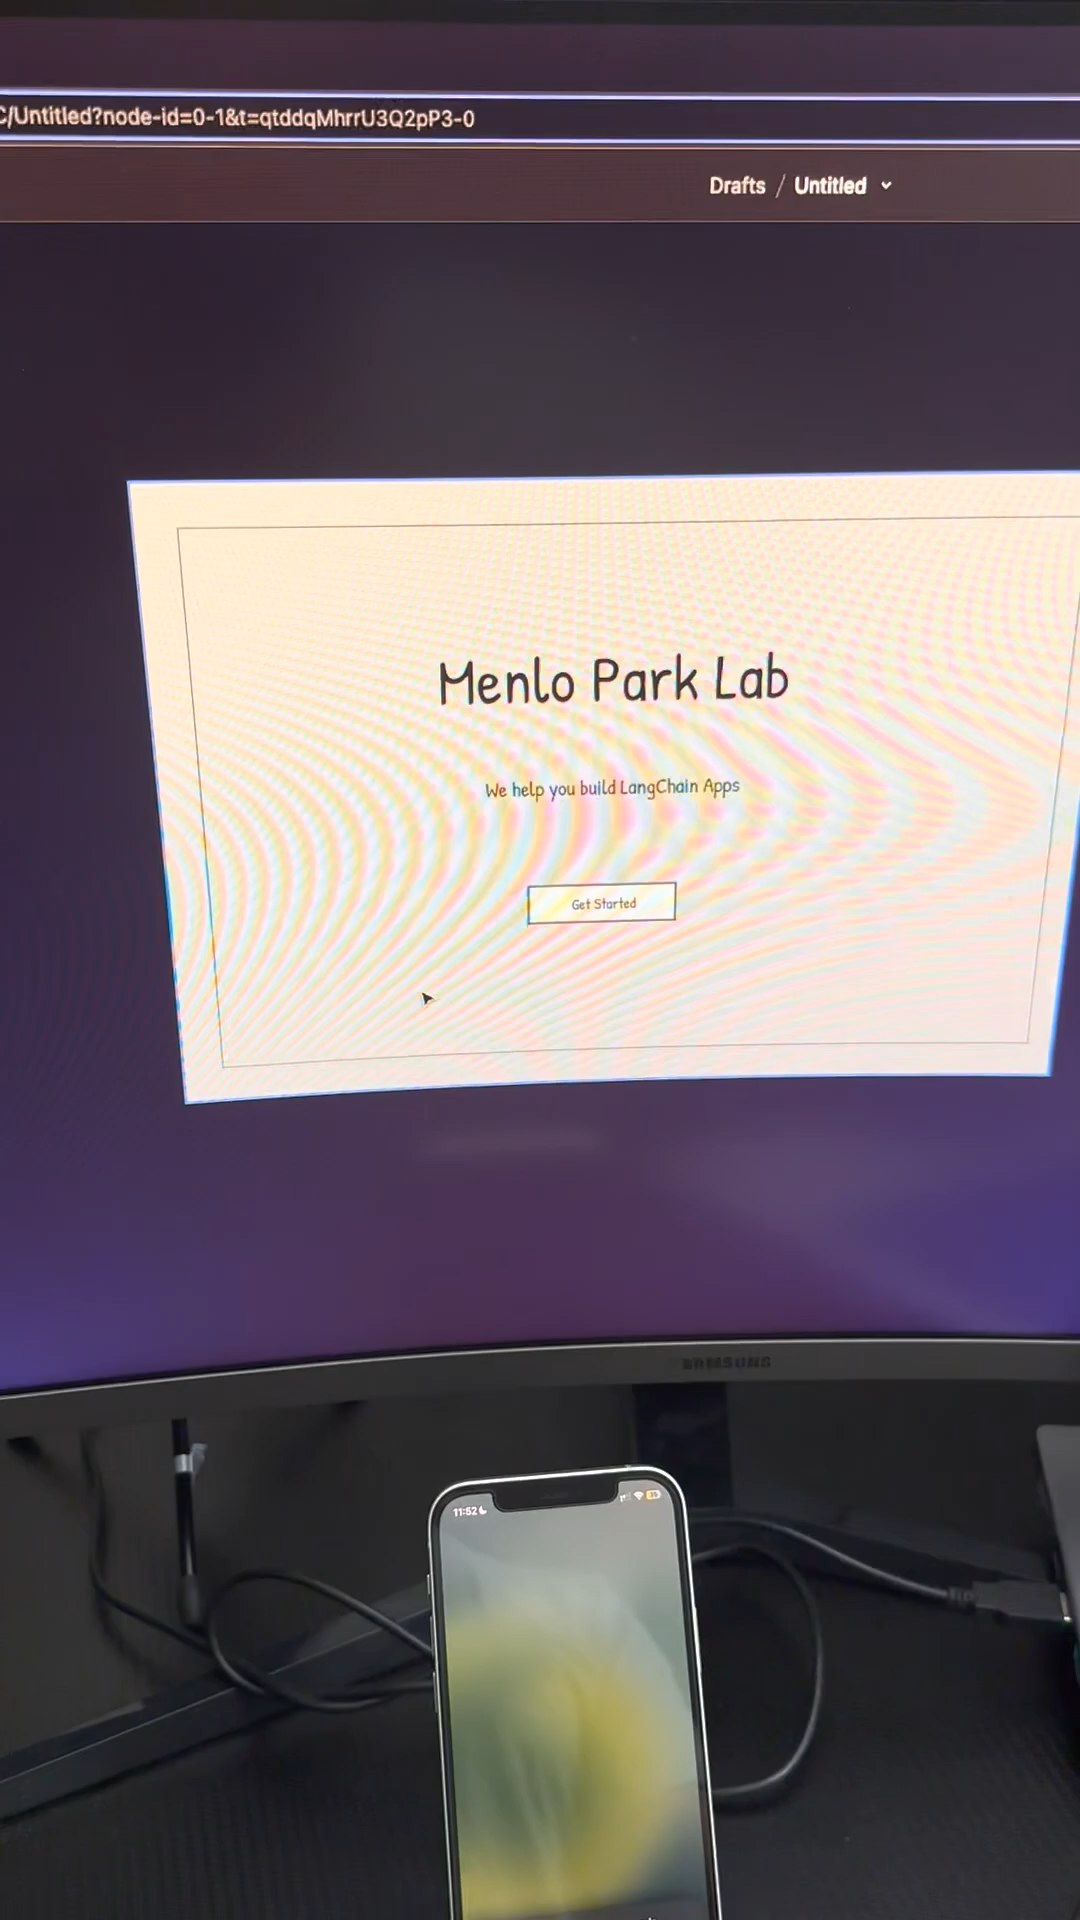 C/Untitled?node-id=0-1&t=qtddqMhrrU3Q2pP3-0
Drafts / Untitled
Menlo Park Lab
We help you build LangChain Apps
Get Started
SAMSUNG
11:52